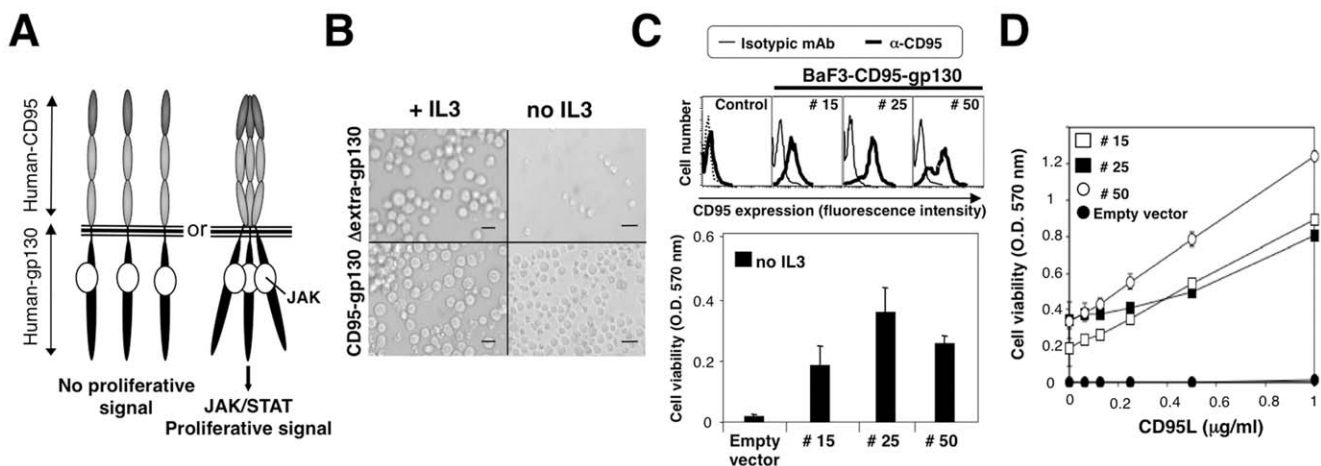 A
Human-CD95
Human-gp130
or
JAK
No proliferative
signal
JAK/STAT
Proliferative signal
B
+ IL3
no IL3
Δextra-gp130
CD95-gp130
C
Isotypic mAb
α-CD95
BaF3-CD95-gp130
Cell number
Control
# 15
# 25
# 50
CD95 expression (fluorescence intensity)
Cell viability (O.D. 570 nm)
0.6
0.4
0.2
0
no IL3
Empty
vector
# 15
# 25
# 50
D
Cell viability (O.D. 570 nm)
1.2
1
0.8
0.6
0.4
0.2
0
# 15
# 25
# 50
Empty vector
0
0.2
0.4
0.6
0.8
1
CD95L (μg/ml)